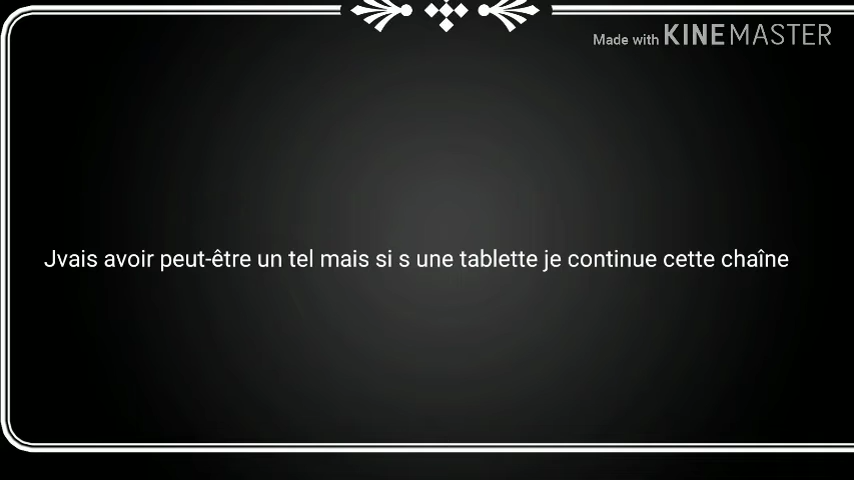 Made with KINEMASTER
Jvais avoir peut-être un tel mais si s une tablette je continue cette chaîne